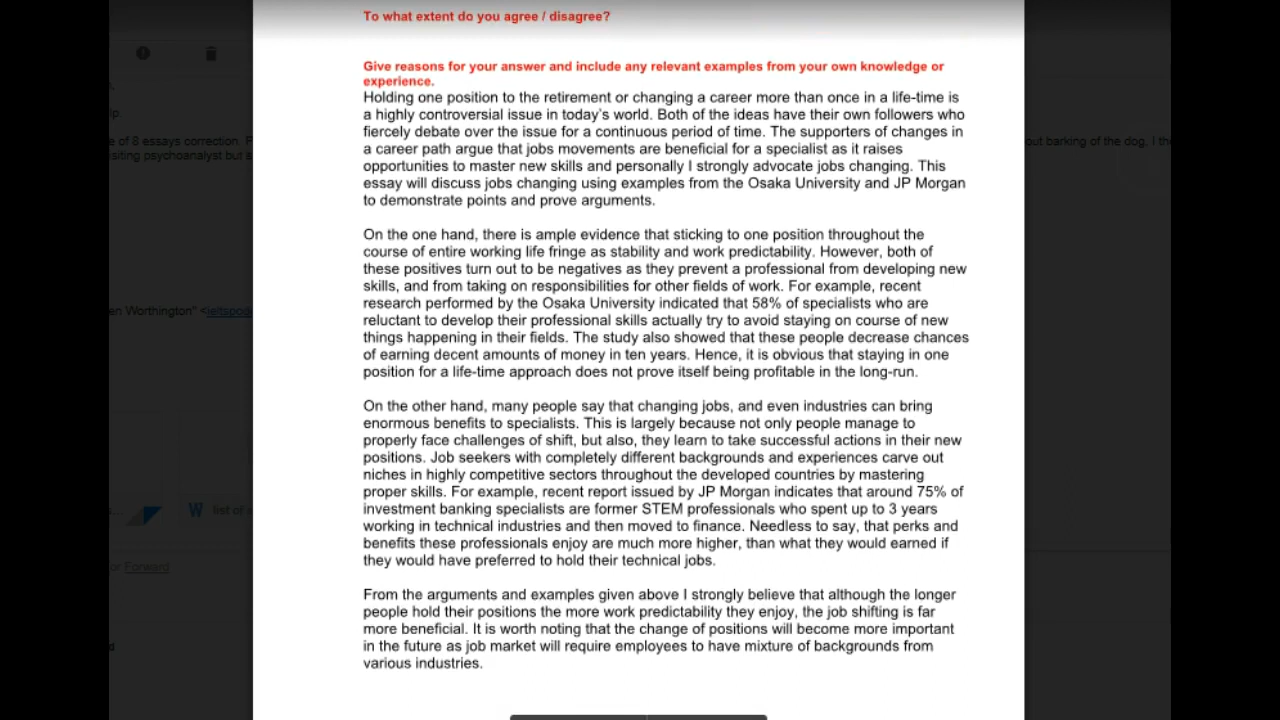 To what extent do you agree / disagree?
Give reasons for your answer and include any relevant examples from your own knowledge or
experience.
Holding one position to the retirement or changing a career more than once in a life-time is
a highly controversial issue in today's world. Both of the ideas have their own followers who
fiercely debate over the issue for a continuous period of time. The supporters of changes in
a career path argue that jobs movements are beneficial for a specialist as it raises
opportunities to master new skills and personally I strongly advocate jobs changing. This
essay will discuss jobs changing using examples from the Osaka University and JP Morgan
to demonstrate points and prove arguments.
On the one hand, there is ample evidence that sticking to one position throughout the
course of entire working life fringe as stability and work predictability. However, both of
these positives turn out to be negatives as they prevent a professional from developing new
skills, and from taking on responsibilities for other fields of work. For example, recent
research performed by the Osaka University indicated that 58% of specialists who are
reluctant to develop their professional skills actually try to avoid staying on course of new
things happening in their fields. The study also showed that these people decrease chances
of earning decent amounts of money in ten years. Hence, it is obvious that staying in one
position for a life-time approach does not prove itself being profitable in the long-run.
On the other hand, many people say that changing jobs, and even industries can bring
enormous benefits to specialists. This is largely because not only people manage to
properly face challenges of shift, but also, they learn to take successful actions in their new
positions. Job seekers with completely different backgrounds and experiences carve out
niches in highly competitive sectors throughout the developed countries by mastering
proper skills. For example, recent report issued by JP Morgan indicates that around 75% of
investment banking specialists are former STEM professionals who spent up to 3 years
working in technical industries and then moved to finance. Needless to say, that perks and
benefits these professionals enjoy are much more higher, than what they would earned if
they would have preferred to hold their technical jobs.
From the arguments and examples given above I strongly believe that although the longer
people hold their positions the more work predictability they enjoy, the job shifting is far
more beneficial. It is worth noting that the change of positions will become more important
in the future as job market will require employees to have mixture of backgrounds from
various industries.
e of 8 essays correction.
siting psychoanalyst but
out barking of the dog, I
en Worthington" <ieltspod
W list of
or Forward